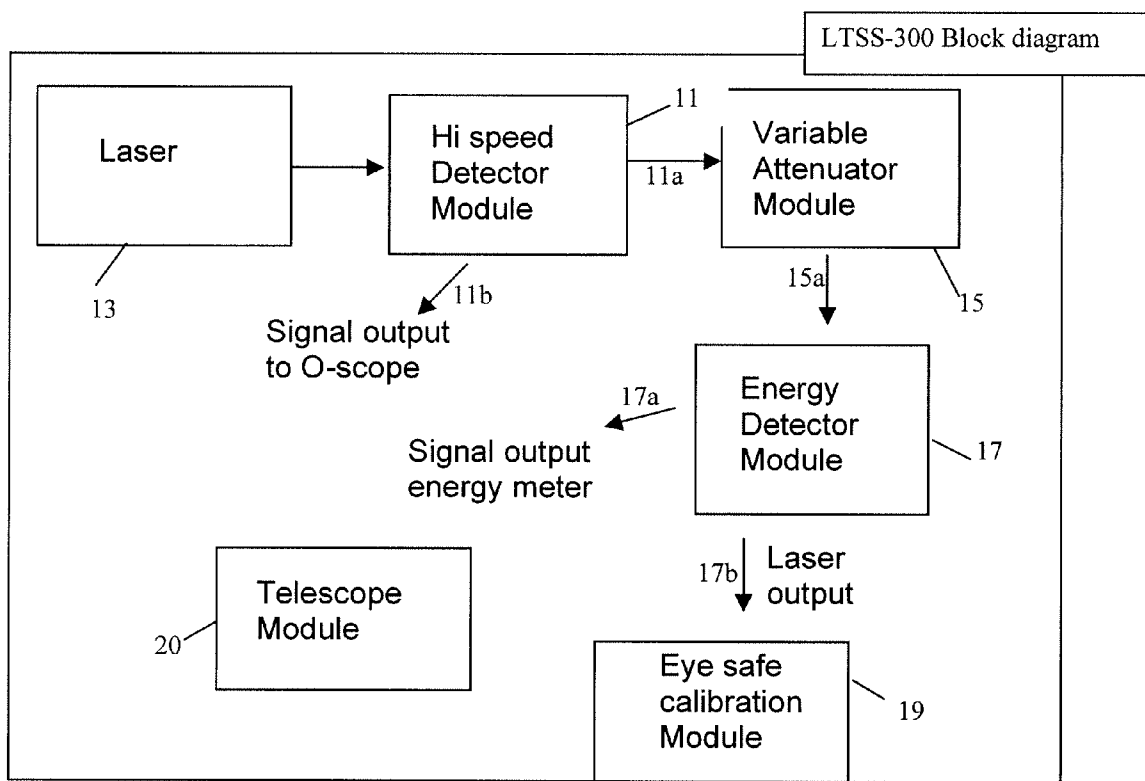 LTSS-300 Block diagram
Laser
13
Hi speed
Detector
Module
11
11a
11b
Signal output
to O-scope
Variable
Attenuator
Module
15
15a
Energy
Detector
Module
17
17a
Signal output
energy meter
17b
Laser
output
Telescope
Module
20
Eye safe
calibration
Module
19